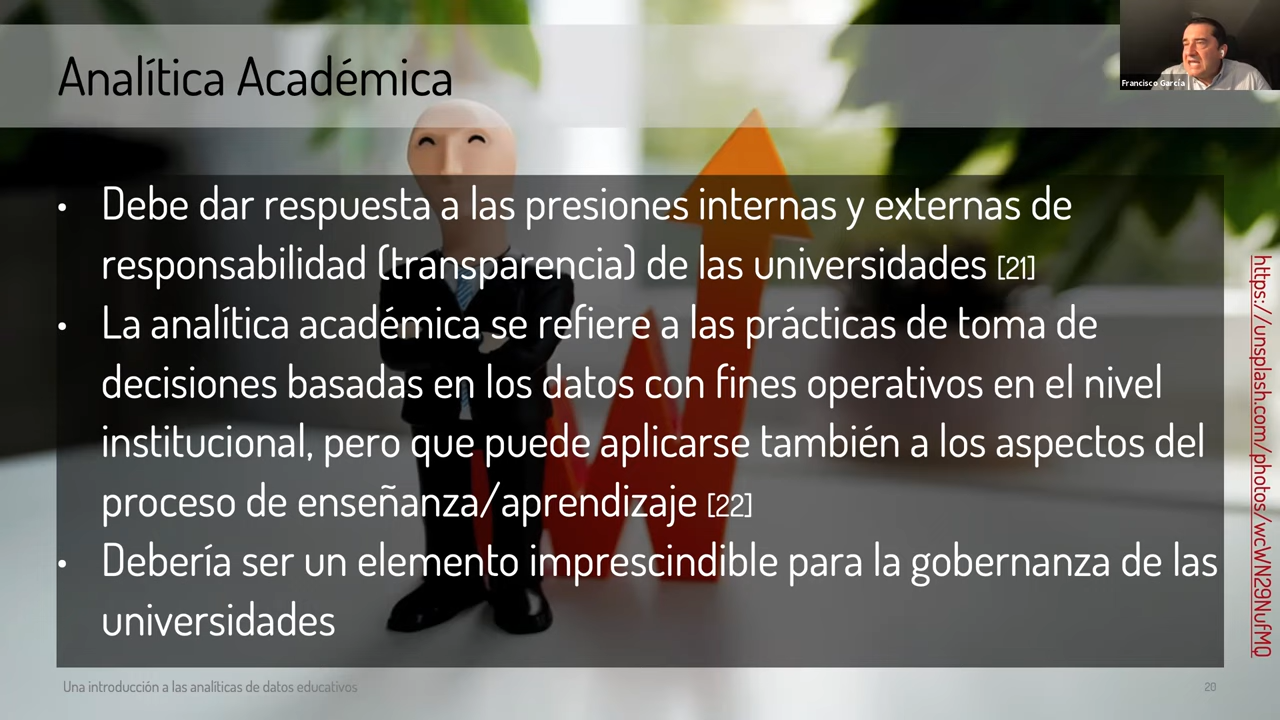 Analítica Académica
Francisco García
• Debe dar respuesta a las presiones internas y externas de
responsabilidad (transparencia) de las universidades [21]
• La analítica académica se refiere a las prácticas de toma de
decisiones basadas en los datos con fines operativos en el nivel
institucional, pero que puede aplicarse también a los aspectos del
proceso de enseñanza/aprendizaje [22]
• Debería ser un elemento imprescindible para la gobernanza de las
universidades
https://unsplash.com/photos/wcWN29NufMQ
Una introducción a las analíticas de datos educativos
20